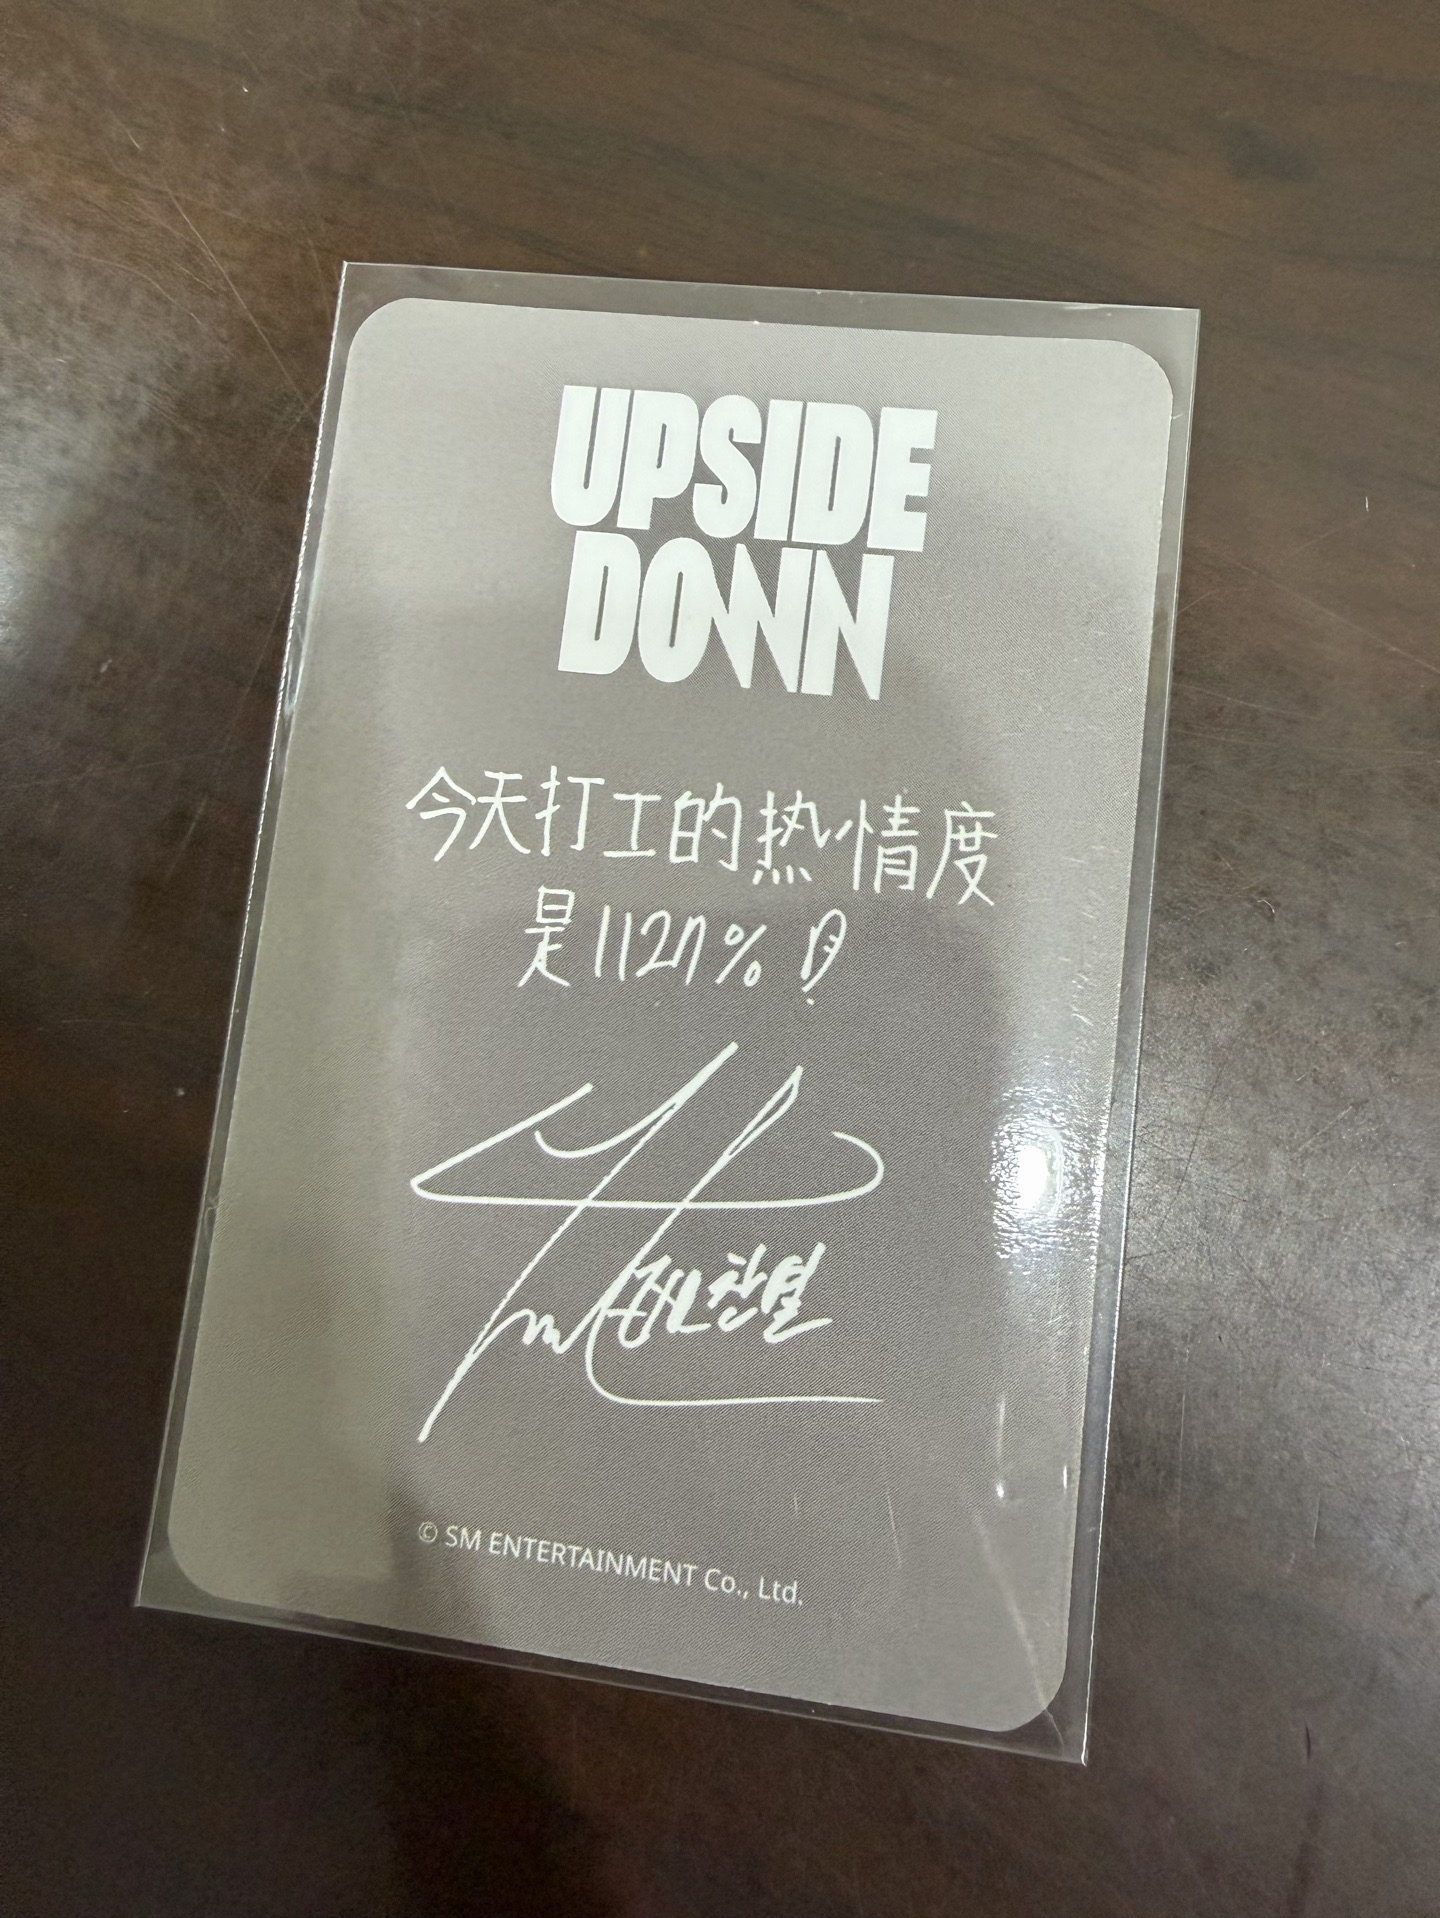 UPSIDE
DOWN
今天打工的热情度
是1127%!
© SM ENTERTAINMENT Co., Ltd.